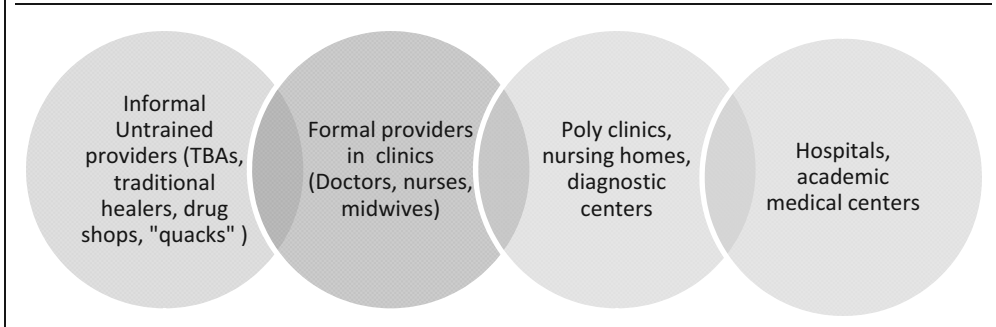 Informal
Untrained
providers (TBAs,
traditional
healers, drug
shops, "quacks" )
Formal providers
in clinics
(Doctors, nurses,
midwives)
Poly clinics,
nursing homes,
diagnostic
centers
Hospitals,
academic
medical centers